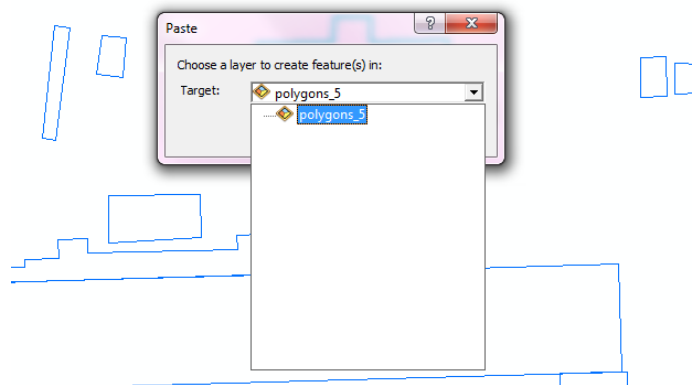 Paste
Choose a layer to create feature(s) in:
Target:
polygons_5
polygons_5